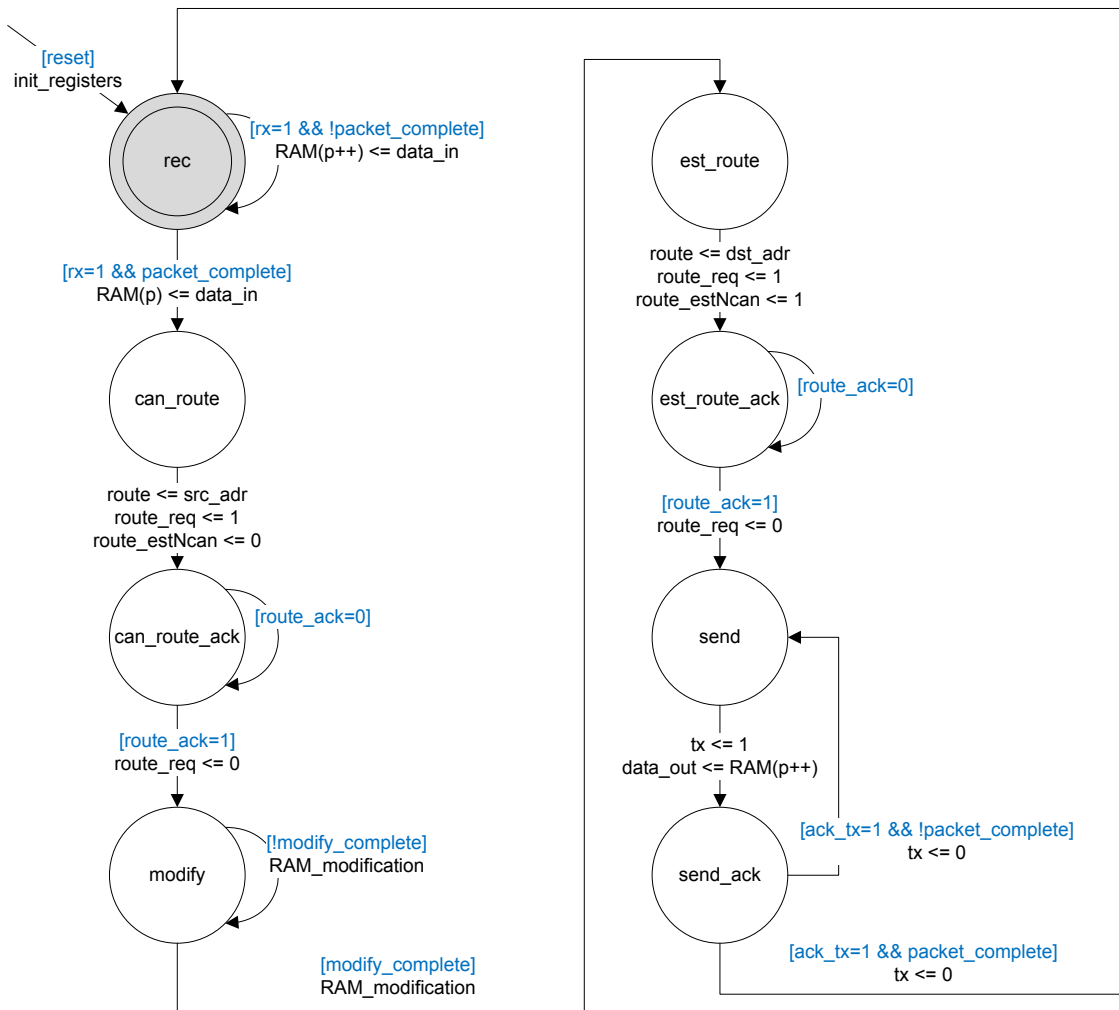 [reset]
init_registers
rec
[rx=1 && !packet_complete]
RAM(p++) <= data_in
[rx=1 && packet_complete]
RAM(p) <= data_in
can_route
route <= src_adr
route_req <= 1
route_estNcan <= 0
can_route_ack
[route_ack=0]
[route_ack=1]
route_req <= 0
modify
[!modify_complete]
RAM_modification
[modify_complete]
RAM_modification
est_route
route <= dst_adr
route_req <= 1
route_estNcan <= 1
est_route_ack
[route_ack=0]
[route_ack=1]
route_req <= 0
send
tx <= 1
data_out <= RAM(p++)
send_ack
[ack_tx=1 && !packet_complete]
tx <= 0
[ack_tx=1 && packet_complete]
tx <= 0